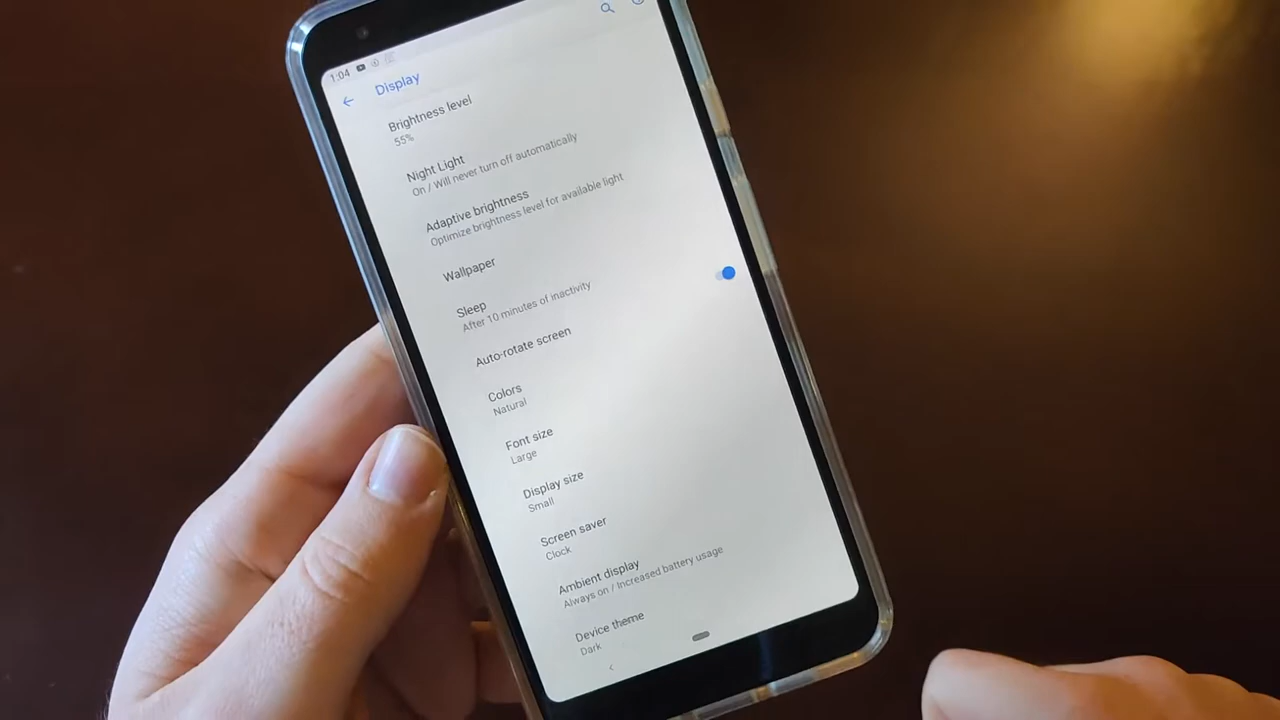 1:04
Display
Brightness level
55%
Night Light
On / Will never turn off automatically
Adaptive brightness
Optimize brightness level for available light
Wallpaper
Sleep
After 10 minutes of inactivity
Auto-rotate screen
Colors
Natural
Font size
Large
Display size
Small
Screen saver
Clock
Ambient display
Always on / Increased battery usage
Device theme
Dark